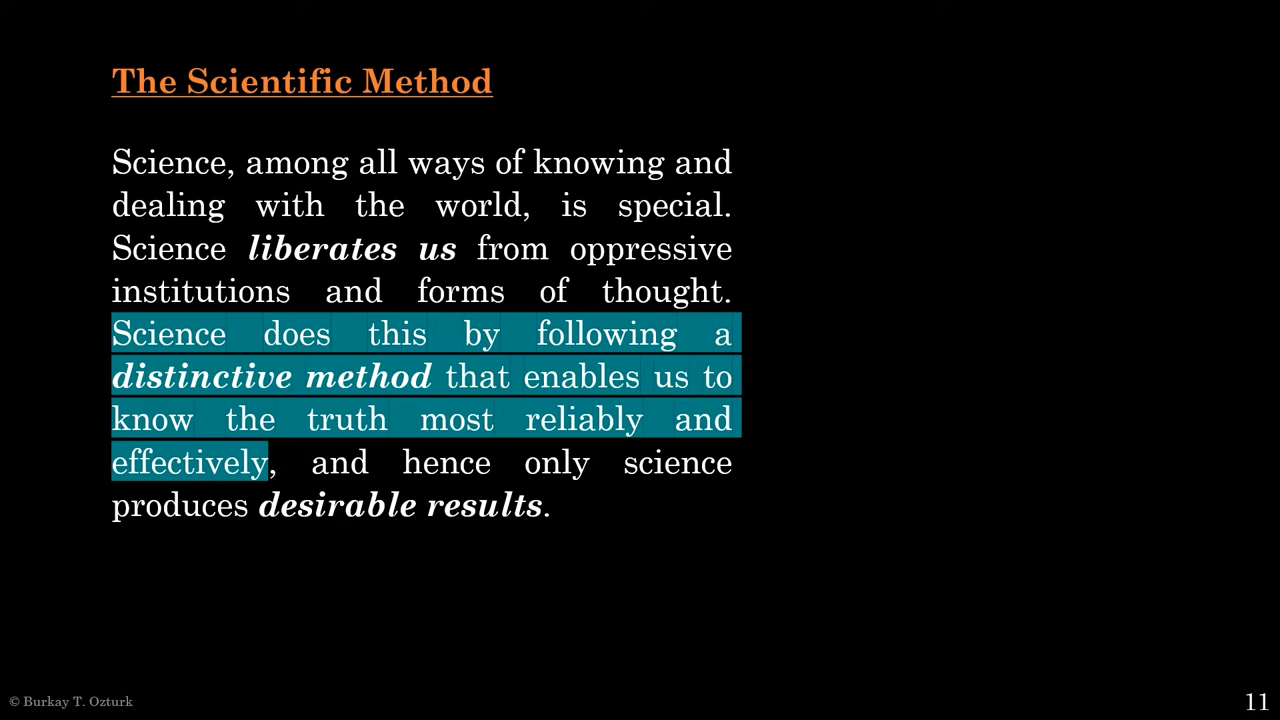 The Scientific Method
Science, among all ways of knowing and
dealing with the world, is special.
Science liberates us from oppressive
institutions and forms of thought.
Science does this by following a
distinctive method that enables us to
know the truth most reliably and
effectively, and hence only science
produces desirable results.
© Burkay T. Ozturk
11